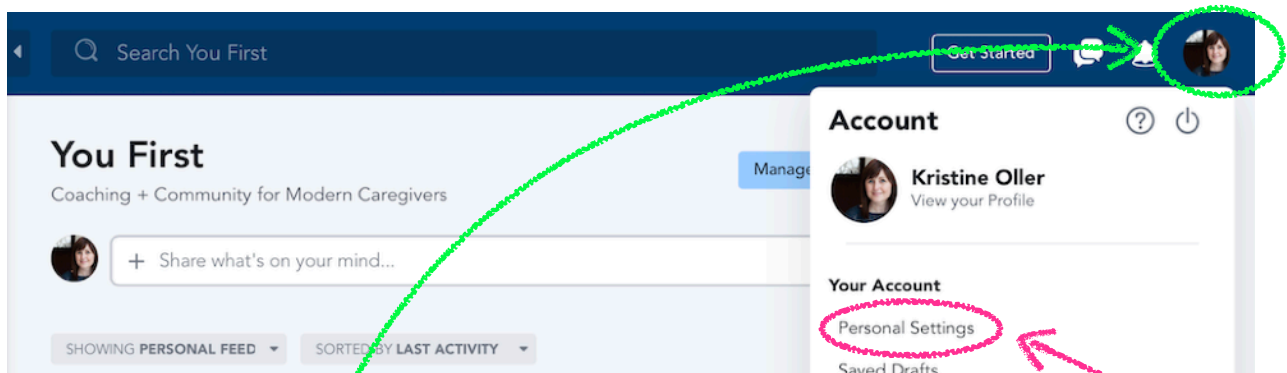 Search You First
Get Started
You First
Coaching + Community for Modern Caregivers
Manage
+ Share what's on your mind...
SHOWING PERSONAL FEED
SORTED BY LAST ACTIVITY
Account
?
Kristine Oller
View your Profile
Your Account
Personal Settings
Saved Drafts